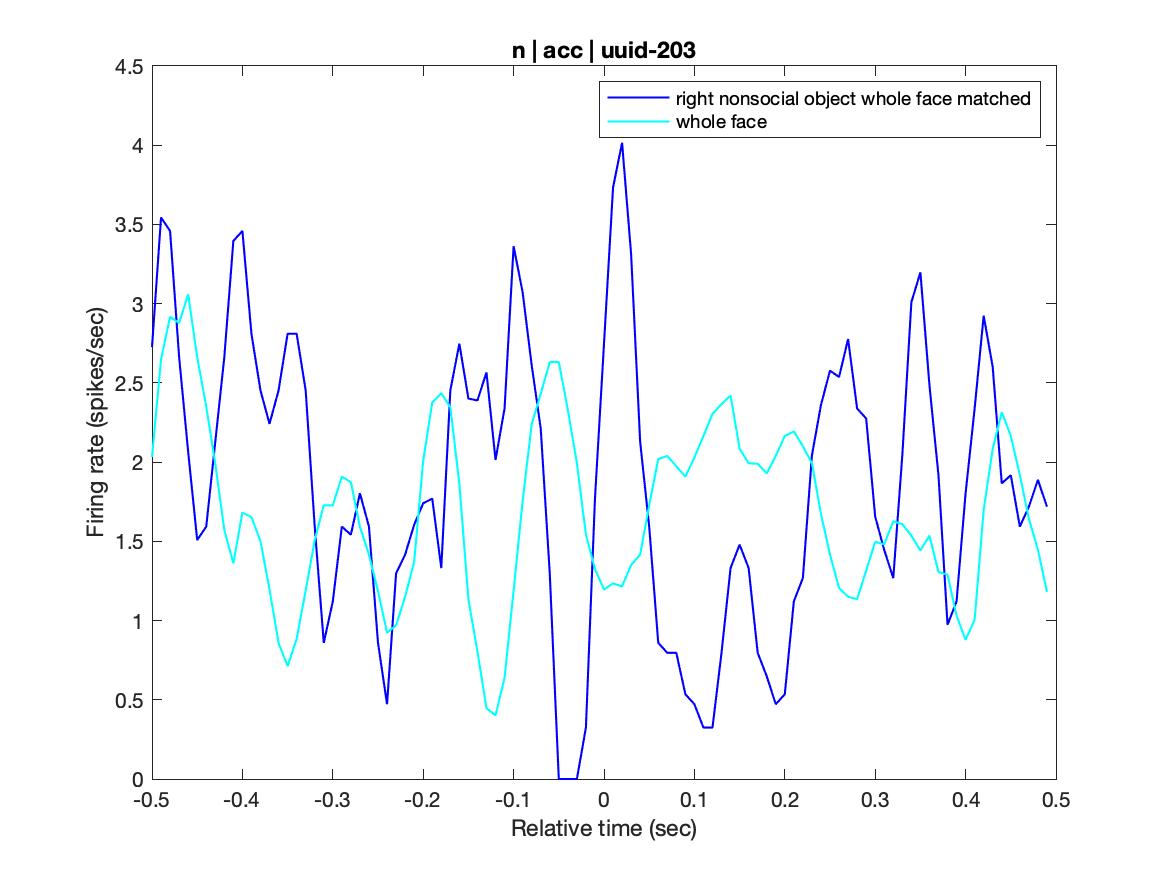 n | acc | uuid-203
right nonsocial object whole face matched
whole face
4.5
4
3.5
3
2.5
2
1.5
1
0.5
0
Firing rate (spikes/sec)
-0.5 -0.4 -0.3 -0.2 -0.1 0 0.1 0.2 0.3 0.4 0.5
Relative time (sec)